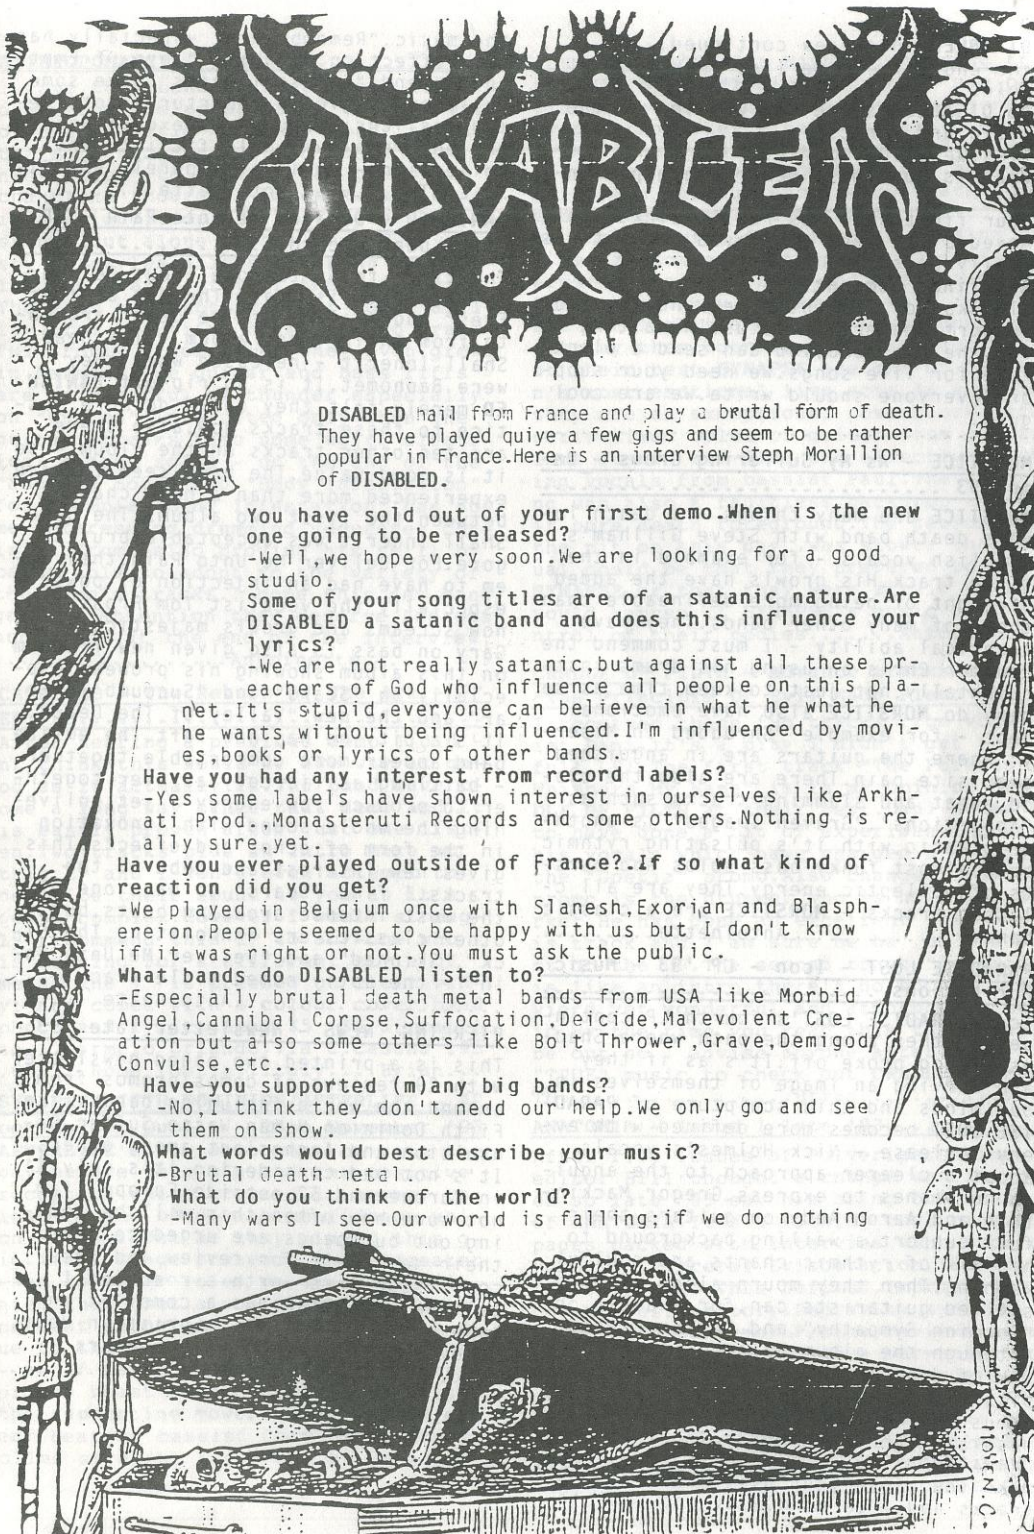 DISABLED
DISABLED hail from France and play a brutal form of death.
They have played quiye a few gigs and seem to be rather
popular in France.Here is an interview Steph Morillion
of DISABLED.
You have sold out of your first demo.When is the new
one going to be released?
-Well,we hope very soon.We are looking for a good
studio.
Some of your song titles are of a satanic nature.Are
DISABLED a satanic band and does this influence your
lyrics?
-We are not really satanic,but against all these pr-
eachers of God who influence all people on this pla-
net.It's stupid,everyone can believe in what he what he
he wants without being influenced.I'm influenced by movi-
es,books or lyrics of other bands.
Have you had any interest from record labels?
-Yes some labels have shown interest in ourselves like Arkh-
ati Prod.,Monasteruti Records and some others.Nothing is re-
ally sure,yet.
Have you ever played outside of France?If so what kind of
reaction did you get?
-We played in Belgium once with Slanesh,Exorian and Blasph-
ereion.People seemed to be happy with us but I don't know
if it was right or not.You must ask the public.
What bands do DISABLED listen to?
-Especially brutal death metal bands from USA like Morbid
Angel,Cannibal Corpse,Suffocation,Deicide,Malevolent Cre-
ation but also some others like Bolt Thrower,Grave,Demigod,
Convulse,etc....
Have you supported (m)any big bands?
-No,I think they don't nedd our help.We only go and see
them on show.
What words would best describe your music?
-Brutal death metal.
What do you think of the world?
-Many wars I see.Our world is falling;if we do nothing
MOYEN.C.